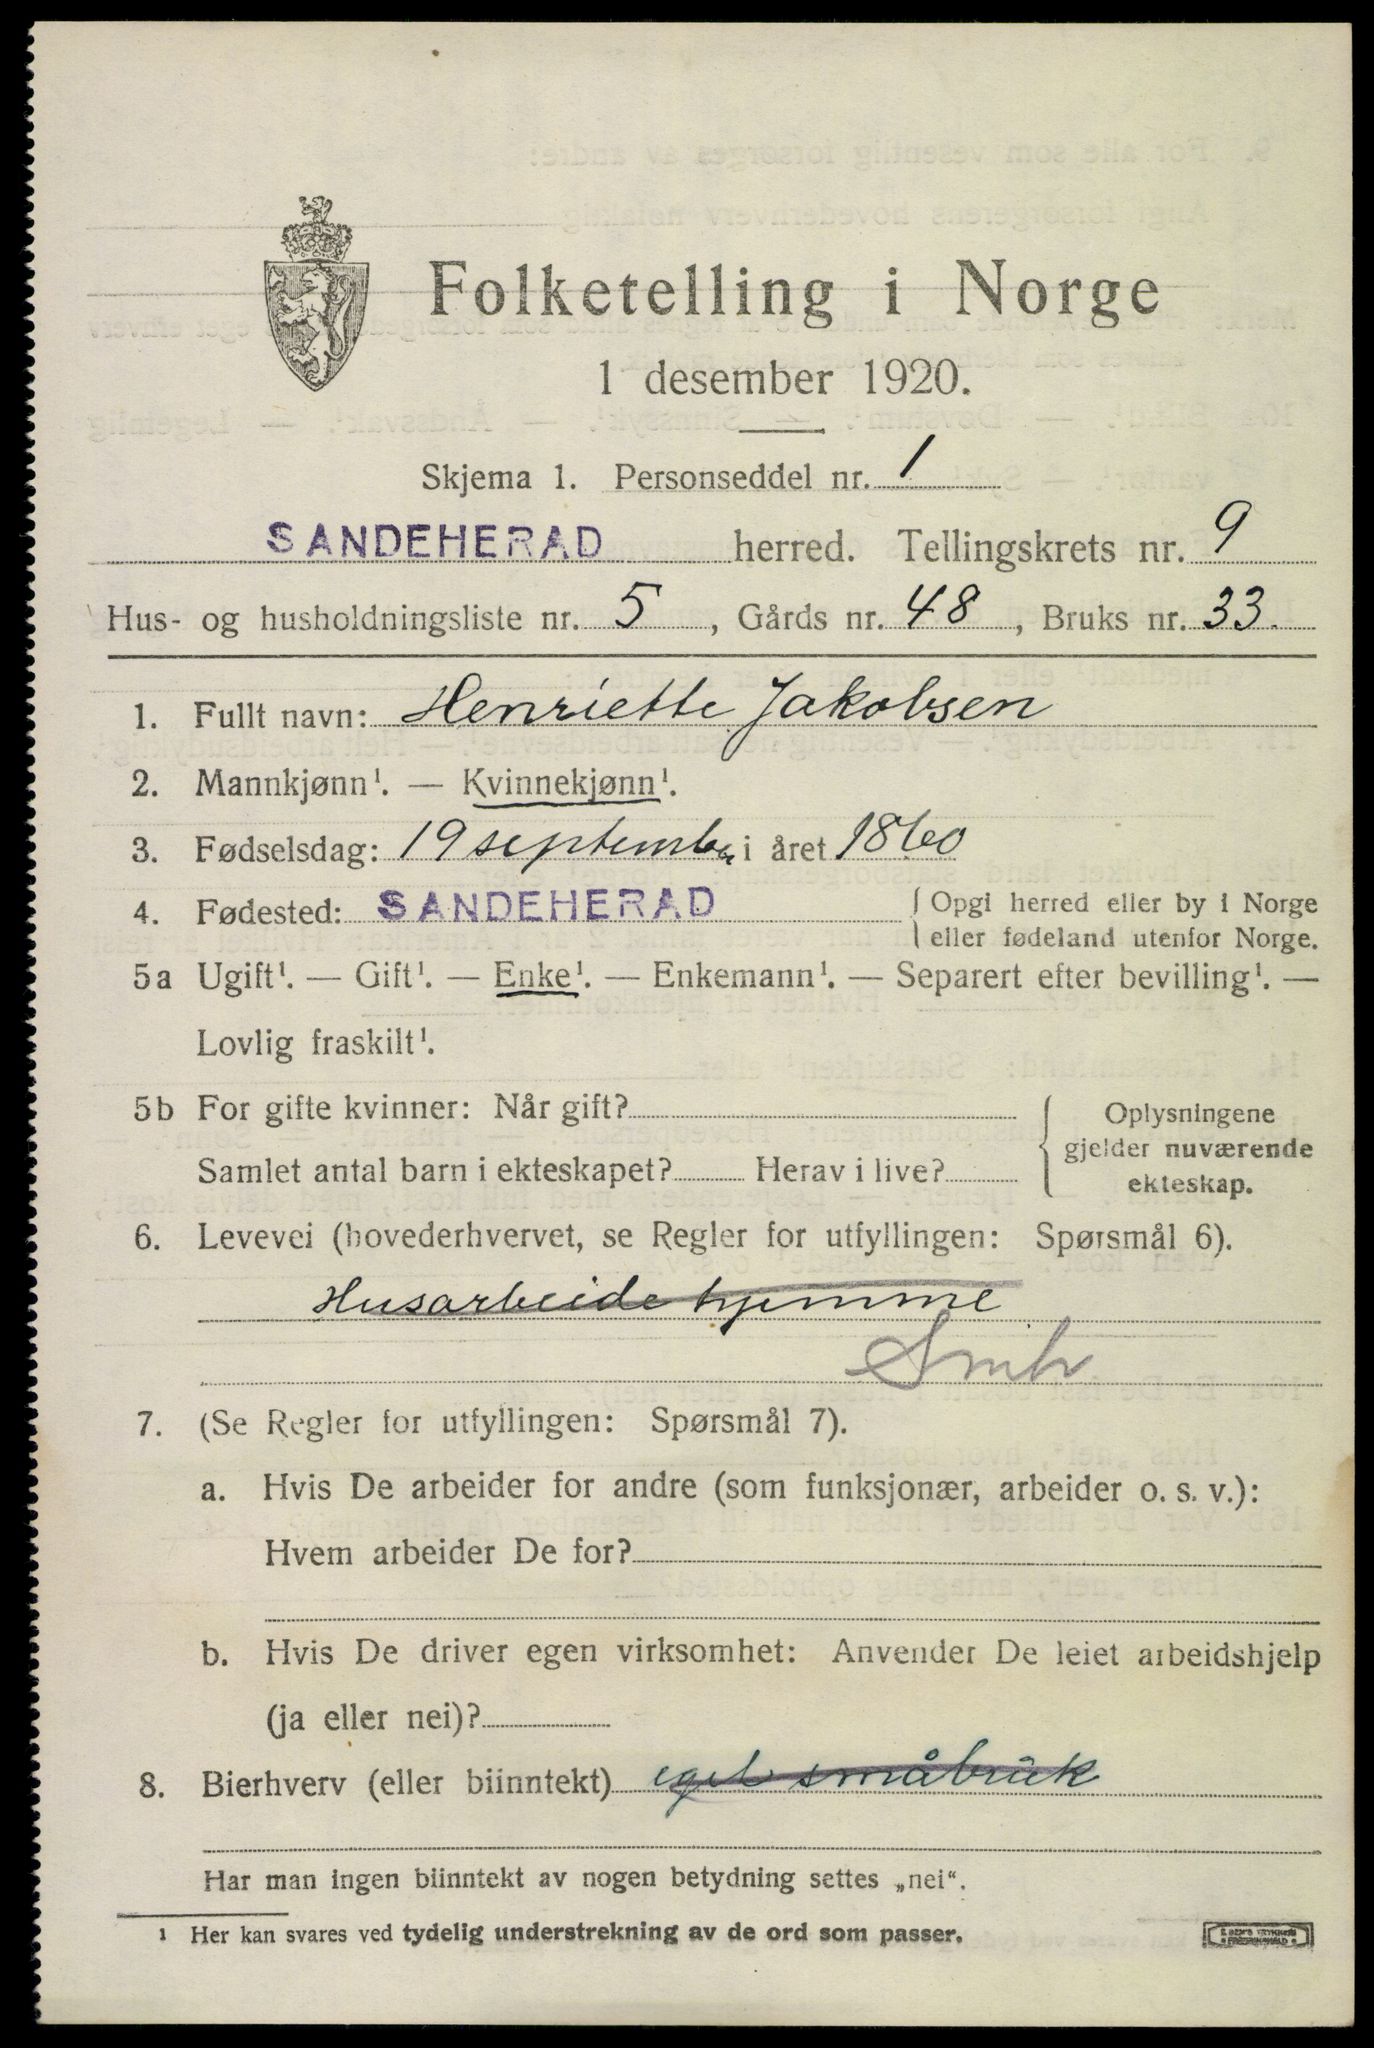 Folketelling i Norge
1 desember 1920.
Skjema 1. Personseddel nr. 1
SANDEHERAD herred. Tellingskrets nr. 9
Hus- og husholdningsliste nr. 5, Gårds nr. 48, Bruks nr. 33.
1. Fullt navn: Henriette Jakobsen
2. Mannkjønn¹. — Kvinnekjønn¹.
3. Fødselsdag: 19 september i året 1860
4. Fødested: SANDEHERAD { Opgi herred eller by i Norge
eller fødeland utenfor Norge.
5a Ugift¹. — Gift¹. — Enke¹. — Enkemann¹. — Separert efter bevilling¹. —
Lovlig fraskilt¹.
5b For gifte kvinner: Når gift?
Samlet antal barn i ekteskapet? Herav i live?
Oplysningene
gjelder nuværende
ekteskap.
6. Levevei (hovederhvervet, se Regler for utfyllingen: Spørsmål 6).
Husarbeide hjemme
Smbr
7. (Se Regler for utfyllingen: Spørsmål 7).
a. Hvis De arbeider for andre (som funksjonær, arbeider o. s. v.):
Hvem arbeider De for?
b. Hvis De driver egen virksomhet: Anvender De leiet arbeidshjelp
(ja eller nei)?
8. Bierhverv (eller biinntekt) eget småbruk
Har man ingen biinntekt av nogen betydning settes „nei“.
1 Her kan svares ved tydelig understrekning av de ord som passer.